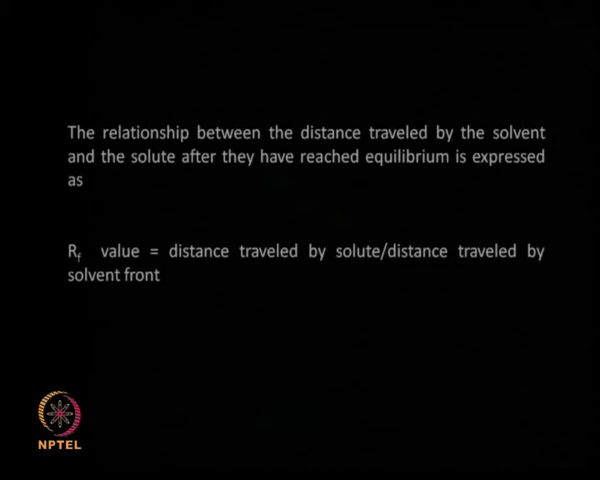 The relationship between the distance traveled by the solvent
and the solute after they have reached equilibrium is expressed
as
Rf value = distance traveled by solute/distance traveled by
solvent front
NPTEL